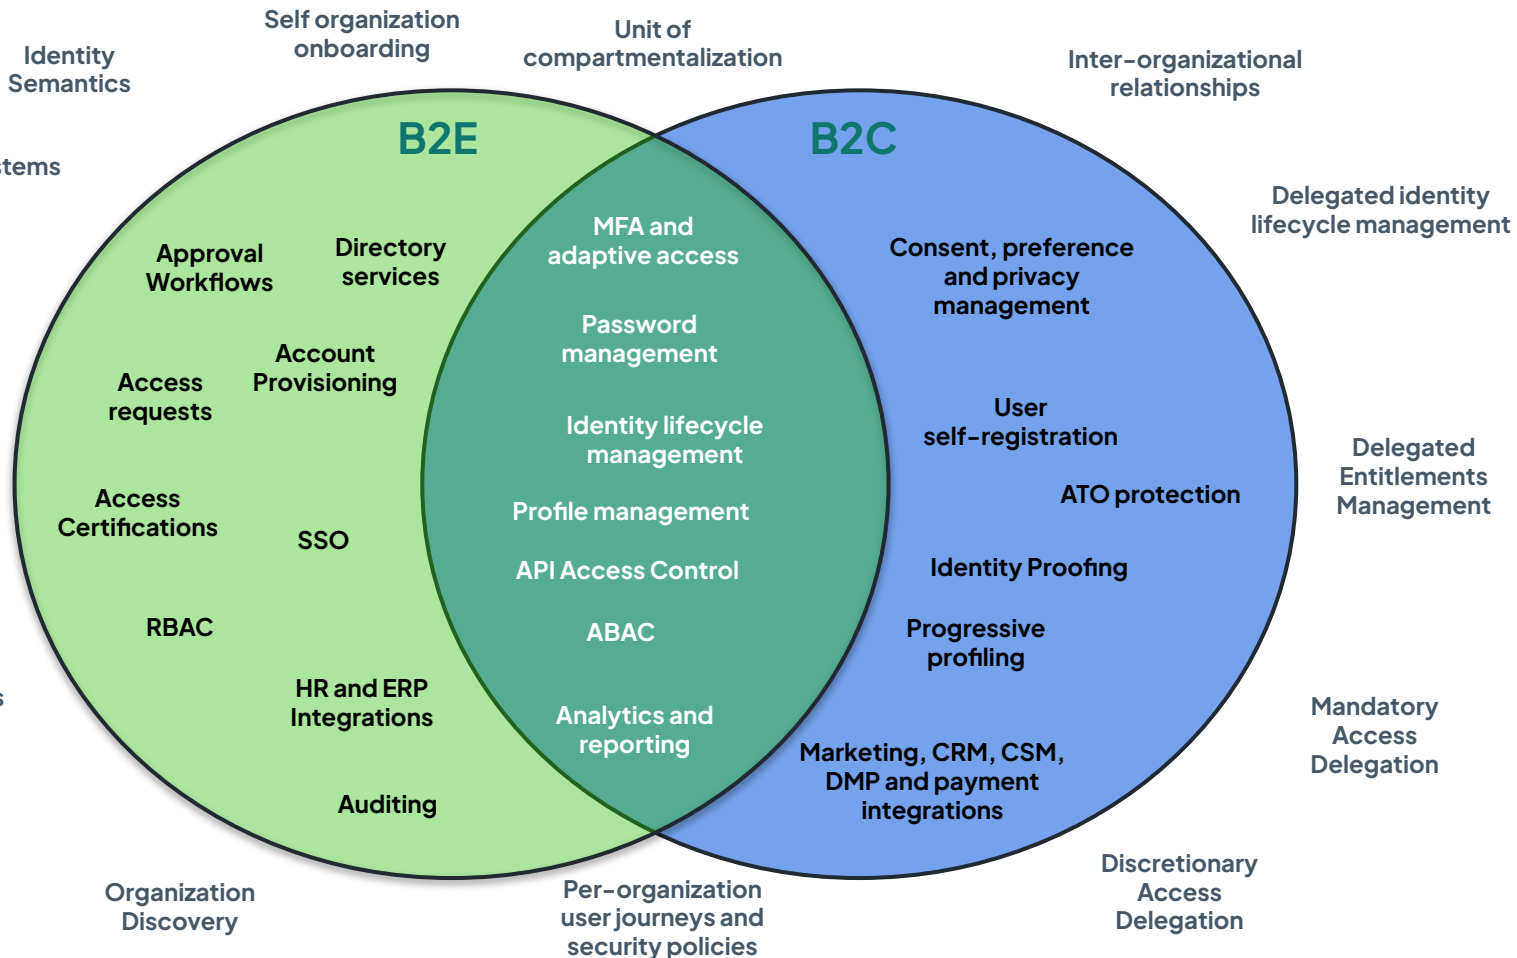 Self organization
onboarding
Unit of
compartmentalization
Identity
Semantics
Inter-organizational
relationships
B2E
B2C
Delegated identity
lifecycle management
MFA and
adaptive access
Approval
Workflows
Directory
services
Consent, preference
and privacy
management
Password
management
Account
Provisioning
Access
requests
User
self-registration
Identity lifecycle
management
Delegated
Entitlements
Management
Access
Certifications
ATO protection
Profile management
SSO
API Access Control
Identity Proofing
RBAC
ABAC
Progressive
profiling
HR and ERP
Integrations
Analytics and
reporting
Mandatory
Access
Delegation
Marketing, CRM, CSM,
DMP and payment
integrations
Auditing
Organization
Discovery
Per-organization
user journeys and
security policies
Discretionary
Access
Delegation